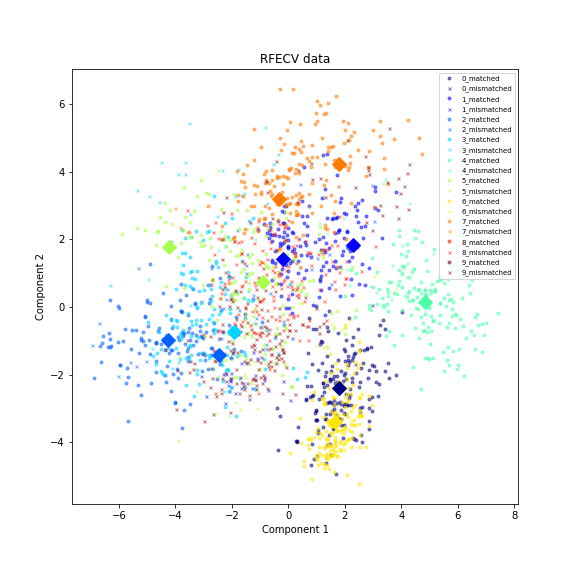 RFECV data
0_matched
0_mismatched
1_matched
1_mismatched
2_matched
2_mismatched
3_matched
3_mismatched
4_matched
4_mismatched
5_matched
5_mismatched
6_matched
6_mismatched
7_matched
7_mismatched
8_matched
8_mismatched
9_matched
9_mismatched
6
4
2
0
−2
−4
Component 2
−6
−4
−2
0
2
4
6
8
Component 1